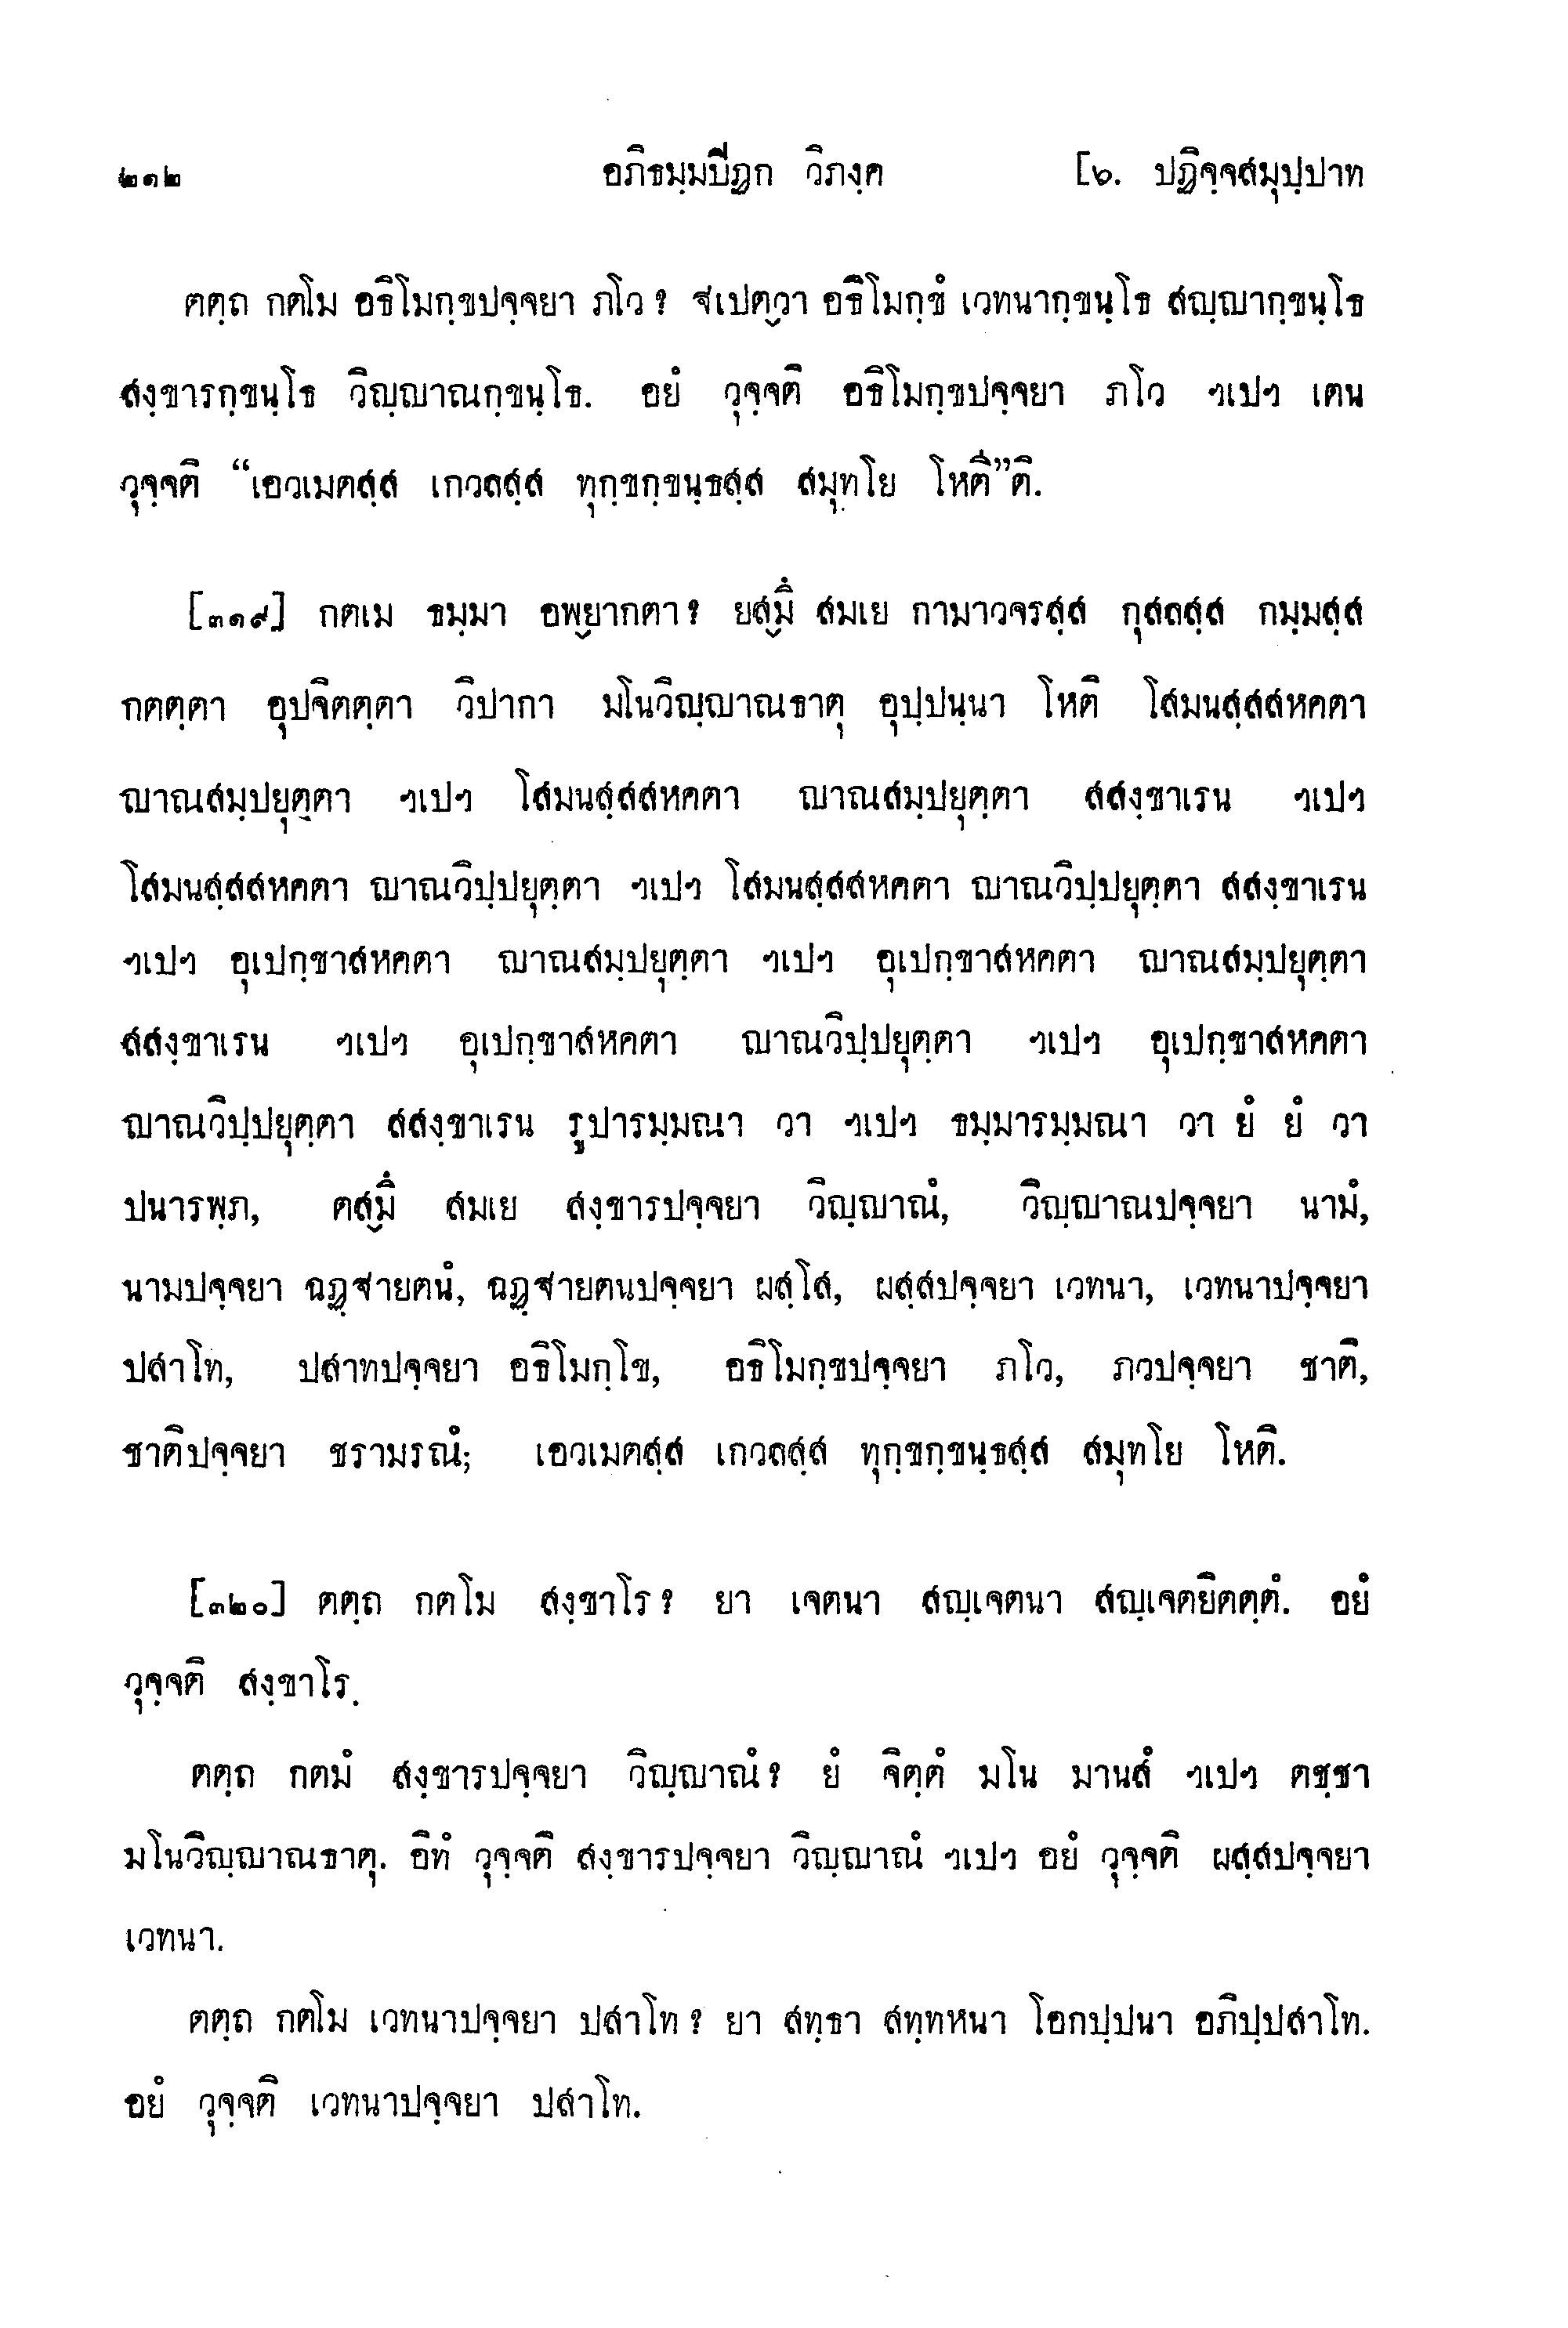 ๒๑๒ อภิธมฺมปีฏก วิภงฺค [๖. ปฏิจฺจสมุปฺปาท
ตตฺถ กตโม อธิโมกฺขปจฺจยา ภโว? ฐเปตฺวา อธิโมกฺขํ เวทนากฺขนฺโธ สญฺญากฺขนฺโธ
สงฺขารกฺขนฺโธ วิญฺญาณกฺขนฺโธ. อยํ วุจฺจติ อธิโมกฺขปจฺจยา ภโว ฯเปฯ เตน
วุจฺจติ “เอวเมตสฺส เกวลสฺส ทุกฺขกฺขนฺธสฺส สมุทโย โหตี”ติ.
[๓๑๙] กตเม ธมฺมา อพฺยากตา? ยสฺมึ สมเย กามาวจรสฺส กุสลสฺส กมฺมสฺส
กตตฺตา อุปจิตตฺตา วิปากา มโนวิญฺญาณธาตุ อุปฺปนฺนา โหติ โสมนสฺสสหคตา
ญาณสมฺปยุตฺตา ฯเปฯ โสมนสฺสสหคตา ญาณสมฺปยุตฺตา สสงฺขาเรน ฯเปฯ
โสมนสฺสสหคตา ญาณวิปฺปยุตฺตา ฯเปฯ โสมนสฺสสหคตา ญาณวิปฺปยุตฺตา สสงฺขาเรน
ฯเปฯ อุเปกฺขาสหคตา ญาณสมฺปยุตฺตา ฯเปฯ อุเปกฺขาสหคตา ญาณสมฺปยุตฺตา
สสงฺขาเรน ฯเปฯ อุเปกฺขาสหคตา ญาณวิปฺปยุตฺตา ฯเปฯ อุเปกฺขาสหคตา
ญาณวิปฺปยุตฺตา สสงฺขาเรน รูปารมฺมณา วา ฯเปฯ ธมฺมารมฺมณา วา ยํ ยํ วา
ปนารพฺภ, ตสฺมึ สมเย สงฺขารปจฺจยา วิญฺญาณํ, วิญฺญาณปจฺจยา นามํ,
นามปจฺจยา ฉฏฺฐายตนํ, ฉฏฺฐายตนปจฺจยา ผสฺโส, ผสฺสปจฺจยา เวทนา, เวทนาปจฺจยา
ปสาโท, ปสาทปจฺจยา อธิโมกฺโข, อธิโมกฺขปจฺจยา ภโว, ภวปจฺจยา ชาติ,
ชาติปจฺจยา ชรามรณํ; เอวเมตสฺส เกวลสฺส ทุกฺขกฺขนฺธสฺส สมุทโย โหติ.
[๓๒๐] ตตฺถ กตโม สงฺขาโร? ยา เจตนา สญฺเจตนา สญฺเจตยิตตฺตํ. อยํ
วุจฺจติ สงฺขาโร.
ตตฺถ กตมํ สงฺขารปจฺจยา วิญฺญาณํ? ยํ จิตฺตํ มโน มานสํ ฯเปฯ ตชฺชา
มโนวิญฺญาณธาตุ. อิทํ วุจฺจติ สงฺขารปจฺจยา วิญฺญาณํ ฯเปฯ อยํ วุจฺจติ ผสฺสปจฺจยา
เวทนา.
ตตฺถ กตโม เวทนาปจฺจยา ปสาโท? ยา สทฺธา สทฺทหนา โอกปฺปนา อภิปฺปสาโท.
อยํ วุจฺจติ เวทนาปจฺจยา ปสาโท.